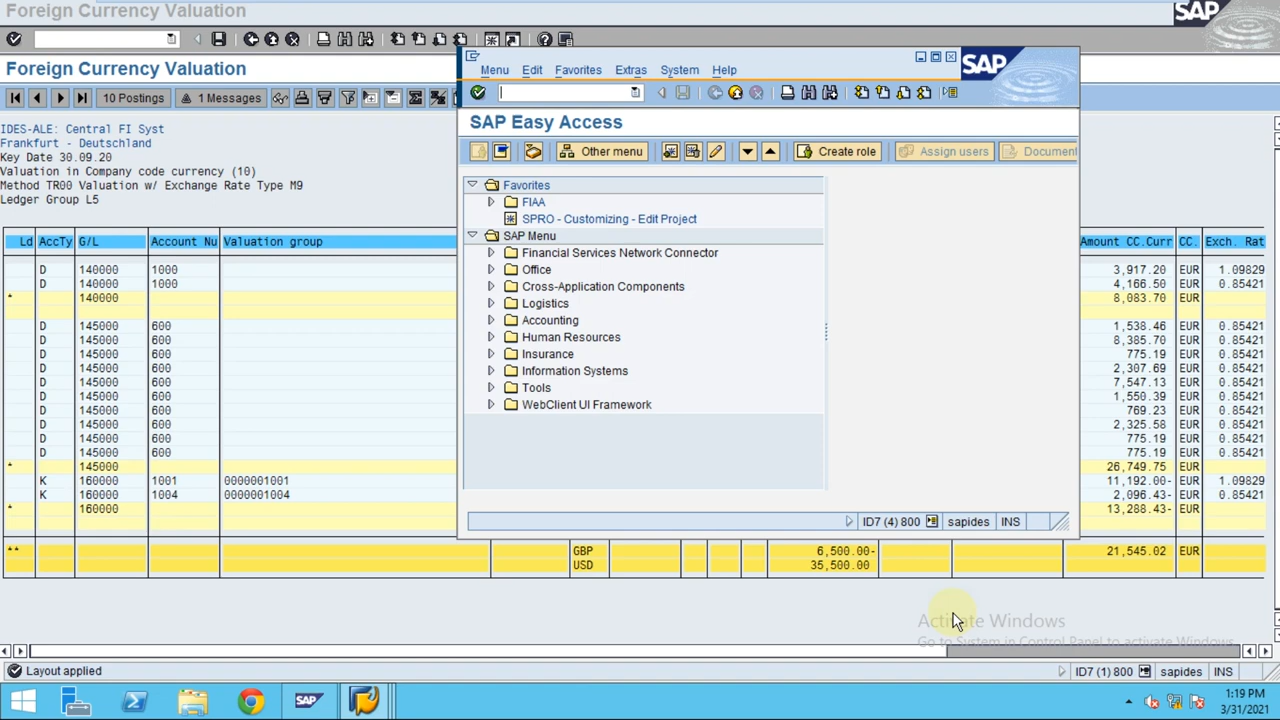 Foreign Currency Valuation
SAP
Foreign Currency Valuation
10 Postings
1 Messages
IDES-ALE: Central FI Syst
Frankfurt - Deutschland
Key Date 30.09.20
Valuation in Company code currency (10)
Method TR00 Valuation w/ Exchange Rate Type M9
Ledger Group L5
Ld AccTy G/L Account Nu Valuation group Amount CC.Curr CC. Exch. Rat
D 140000 1000 3,917.20 EUR 1.09829
D 140000 1000 4,166.50 EUR 0.85421
* 140000 8,083.70 EUR
D 145000 600 1,538.46 EUR 0.85421
D 145000 600 8,385.70 EUR 0.85421
D 145000 600 775.19 EUR 0.85421
D 145000 600 2,307.69 EUR 0.85421
D 145000 600 7,547.13 EUR 0.85421
D 145000 600 1,550.39 EUR 0.85421
D 145000 600 769.23 EUR 0.85421
D 145000 600 2,325.58 EUR 0.85421
D 145000 600 775.19 EUR 0.85421
D 145000 600 775.19 EUR 0.85421
* 145000 26,749.75 EUR
K 160000 1001 0000001001 11,192.00- EUR 1.09829
K 160000 1004 0000001004 2,096.43- EUR 0.85421
* 160000 13,288.43- EUR
** GBP 6,500.00- 21,545.02 EUR
USD 35,500.00
Menu Edit Favorites Extras System Help
SAP
SAP Easy Access
Other menu Create role Assign users Document
Favorites
FIAA
SPRO - Customizing - Edit Project
SAP Menu
Financial Services Network Connector
Office
Cross-Application Components
Logistics
Accounting
Human Resources
Insurance
Information Systems
Tools
WebClient UI Framework
ID7 (4) 800 sapides INS
Activate Windows
Go to System in Control Panel to activate Windows.
Layout applied
ID7 (1) 800 sapides INS
SAP
1:19 PM
3/31/2021